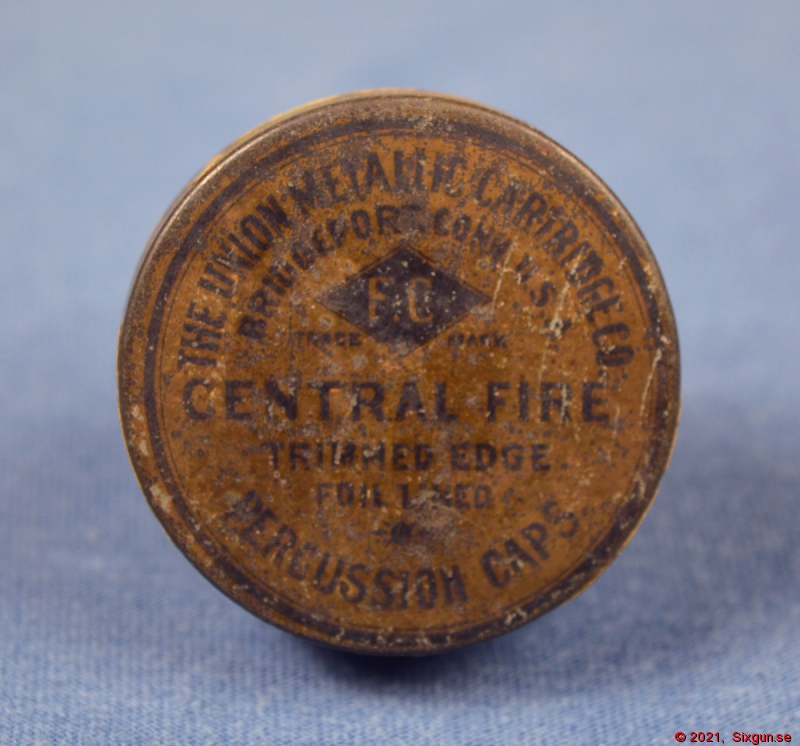 THE UNION METALLIC CARTRIDGE CO.
BRIDGEPORT, CONN. U.S.A.
F.C.
TRADE MARK
CENTRAL FIRE
TRIMMED EDGE.
FOIL LINED
PERCUSSION CAPS.
© 2021, Sixgun.se